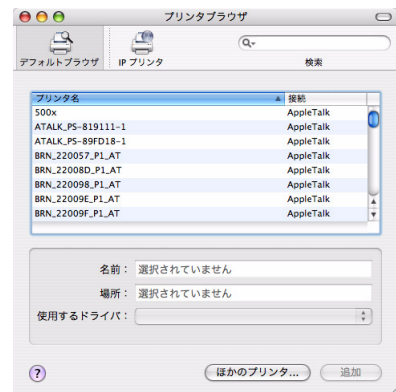 プリンタブラウザ
デフォルトブラウザ IP プリンタ 検索
プリンタ名 接続
500x AppleTalk
ATALK_PS-819111-1 AppleTalk
ATALK_PS-89FD18-1 AppleTalk
BRN_220057_P1_AT AppleTalk
BRN_22008D_P1_AT AppleTalk
BRN_220098_P1_AT AppleTalk
BRN_22009E_P1_AT AppleTalk
BRN_22009F_P1_AT AppleTalk
名前： 選択されていません
場所： 選択されていません
使用するドライバ：
? ほかのプリンタ... 追加